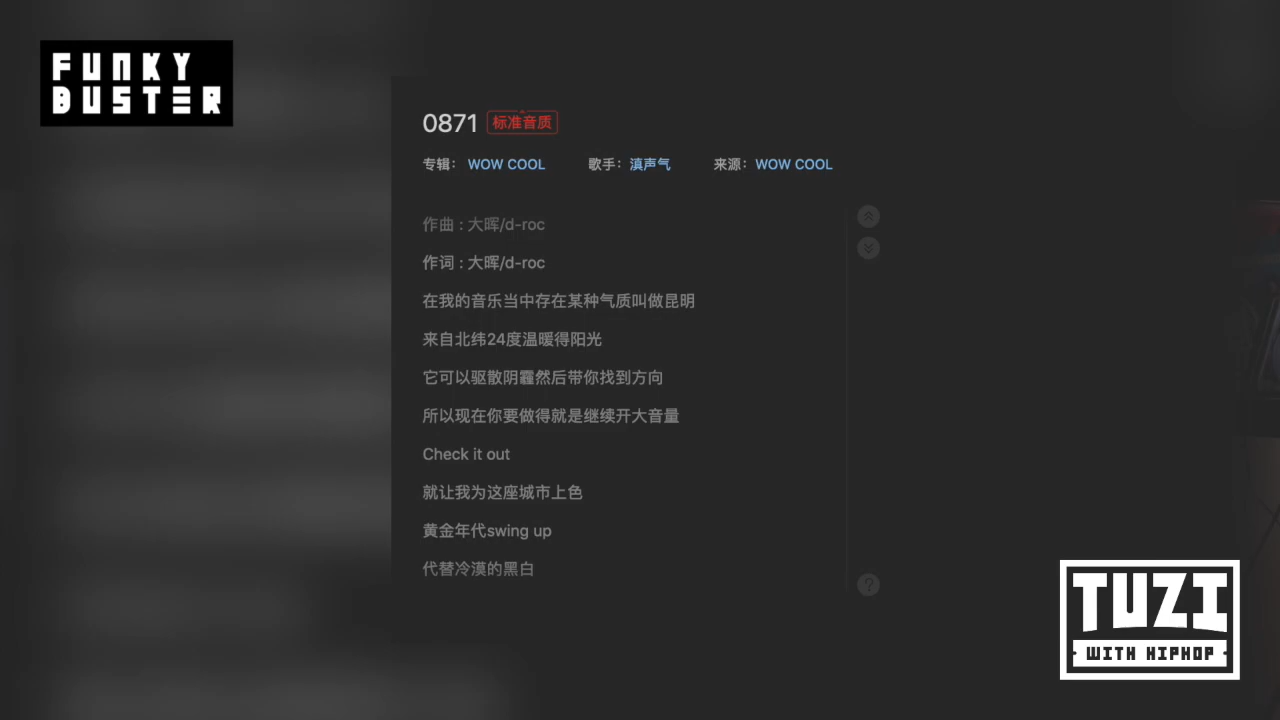 FUNKY
BUSTER
0871 标准音质
专辑： WOW COOL 歌手：滇声气 来源：WOW COOL
作曲 : 大晖/d-roc
作词 : 大晖/d-roc
在我的音乐当中存在某种气质叫做昆明
来自北纬24度温暖得阳光
它可以驱散阴霾然后带你找到方向
所以现在你要做得就是继续开大音量
Check it out
就让我为这座城市上色
黄金年代swing up
代替冷漠的黑白
TUZI
WITH HIPHOP